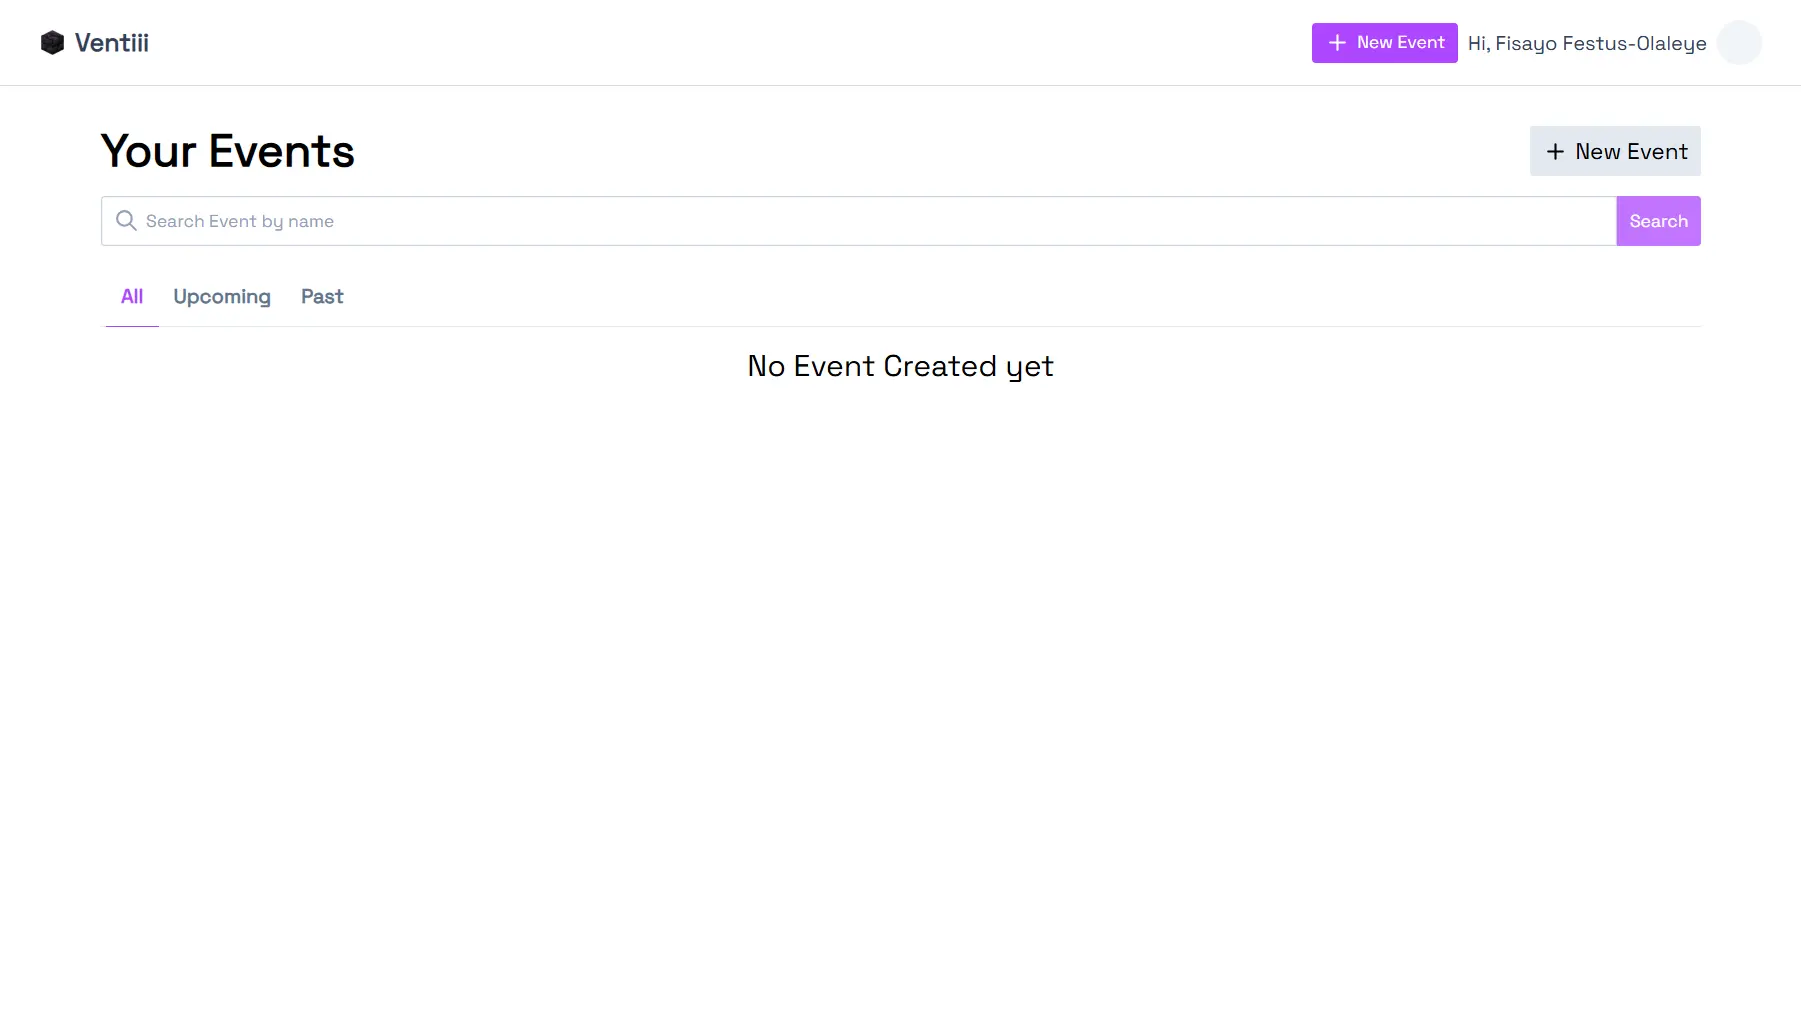 Ventiii
New Event
Hi, Fisayo Festus-Olaleye
Your Events
New Event
Search Event by name
Search
All
Upcoming
Past
No Event Created yet